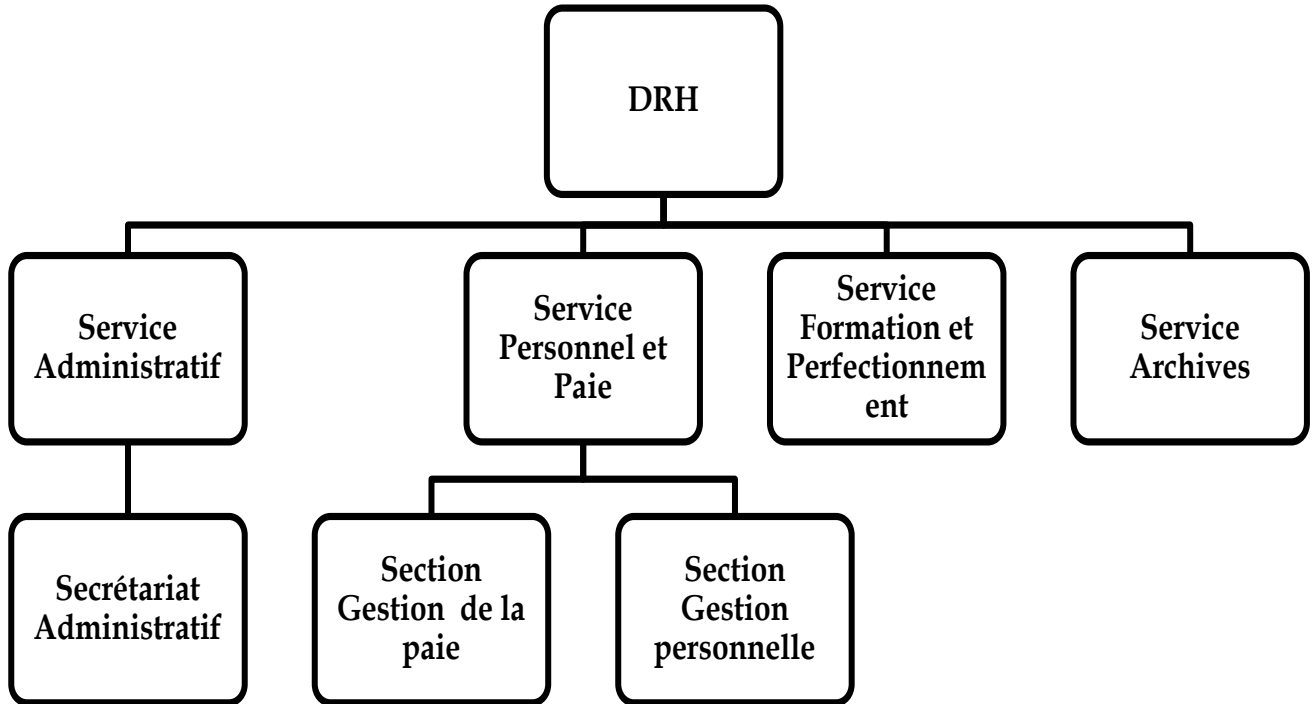 DRH
Service
Administratif
Service
Personnel et
Paie
Service
Formation et
Perfectionnem
ent
Service
Archives
Secrétariat
Administratif
Section
Gestion de la
paie
Section
Gestion
personnelle